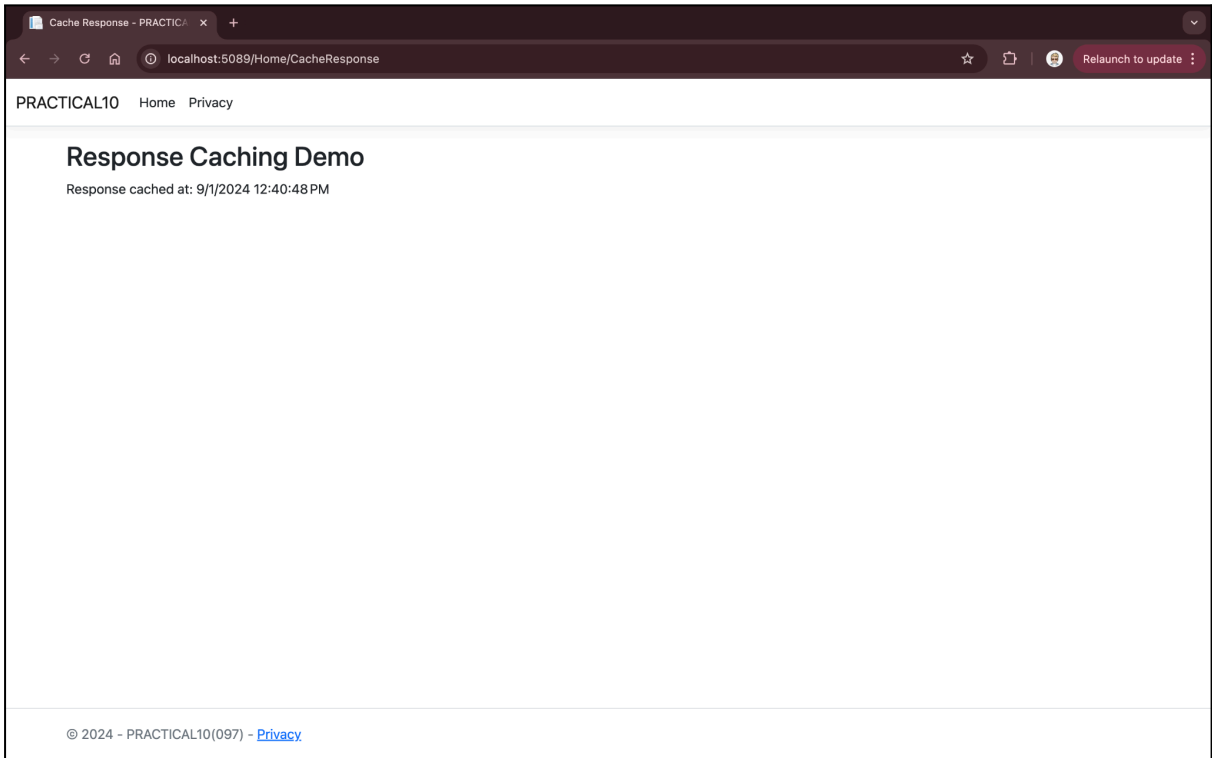 Cache Response - PRACTICA
localhost:5089/Home/CacheResponse
Relaunch to update
PRACTICAL10 Home Privacy
Response Caching Demo
Response cached at: 9/1/2024 12:40:48 PM
© 2024 - PRACTICAL10(097) - Privacy